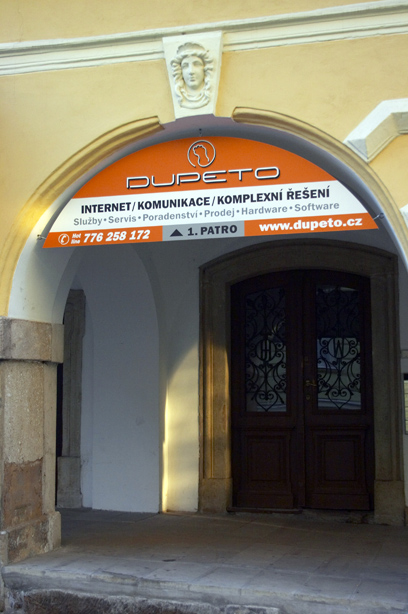 DUPETO
INTERNET/KOMUNIKACE/KOMPLEXNÍ ŘEŠENÍ
Služby • Servis • Poradenství • Prodej • Hardware • Software
Hot line 776 258 172 ▲ 1. PATRO www.dupeto.cz